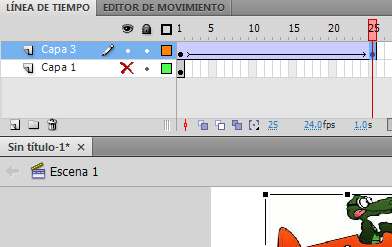 LÍNEA DE TIEMPO EDITOR DE MOVIMIENTO
1 5 10 15 20 25
Capa 3
Capa 1
25 24.0fps 1.0s
Sin título-1*
Escena 1